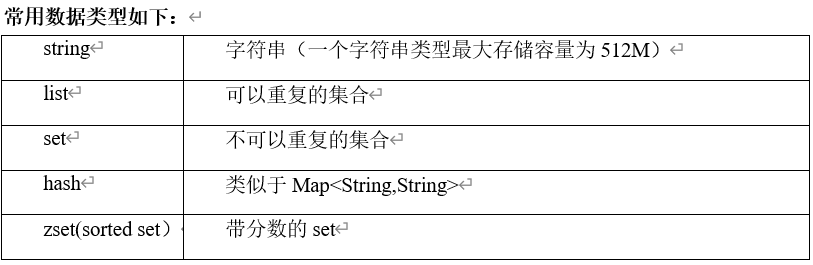 常用数据类型如下：
string 字符串（一个字符串类型最大存储容量为 512M）
list 可以重复的集合
set 不可以重复的集合
hash 类似于 Map<String,String>
zset(sorted set） 带分数的 set